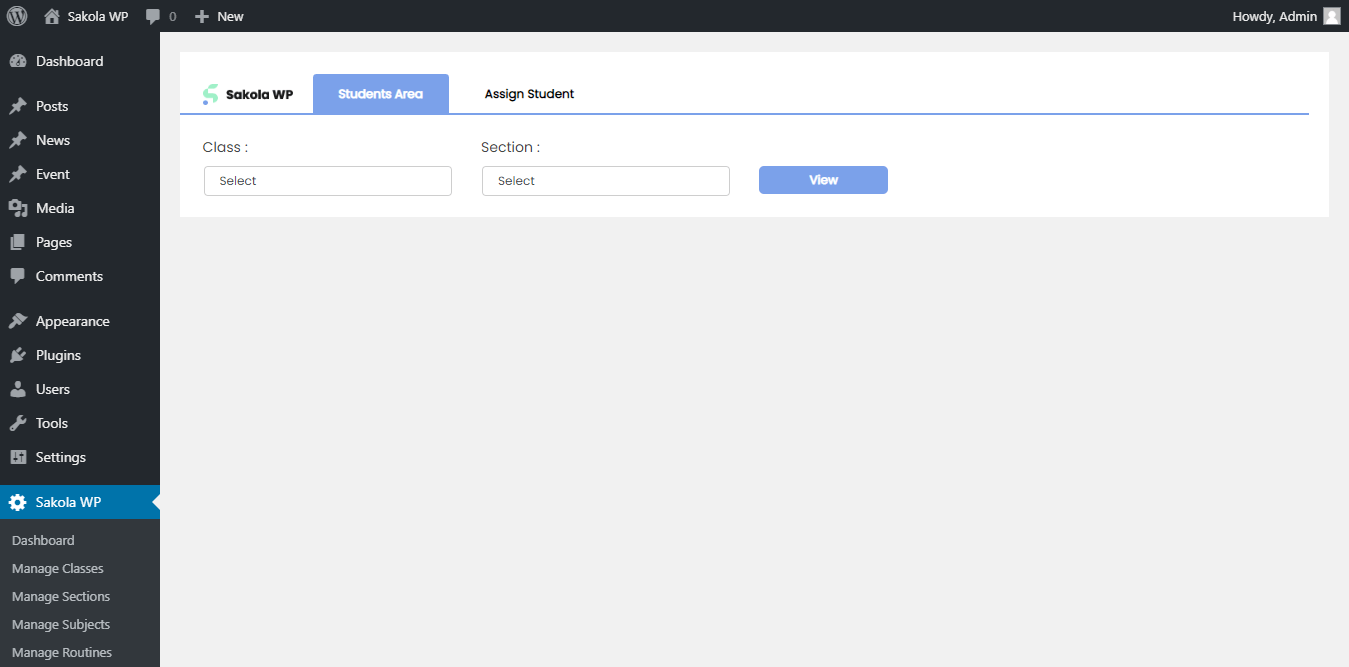 Sakola WP 0 New Howdy, Admin
Dashboard
Posts
News
Event
Media
Pages
Comments
Appearance
Plugins
Users
Tools
Settings
Sakola WP
Dashboard
Manage Classes
Manage Sections
Manage Subjects
Manage Routines
Sakola WP Students Area Assign Student
Class : Section :
Select Select View